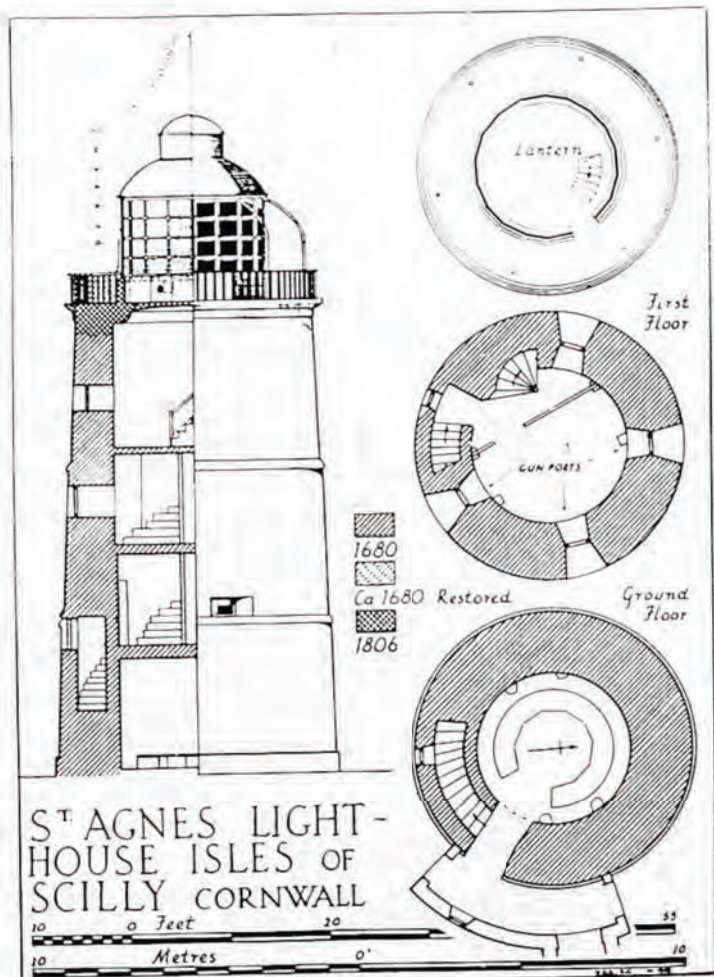 Lantern
First
Floor
GUN PORTS
1680
Ca 1680 Restored
1806
Ground
Floor
ST AGNES LIGHT-
HOUSE ISLES OF
SCILLY CORNWALL
10 0 Feet 20 55
10 Metres 0' 10